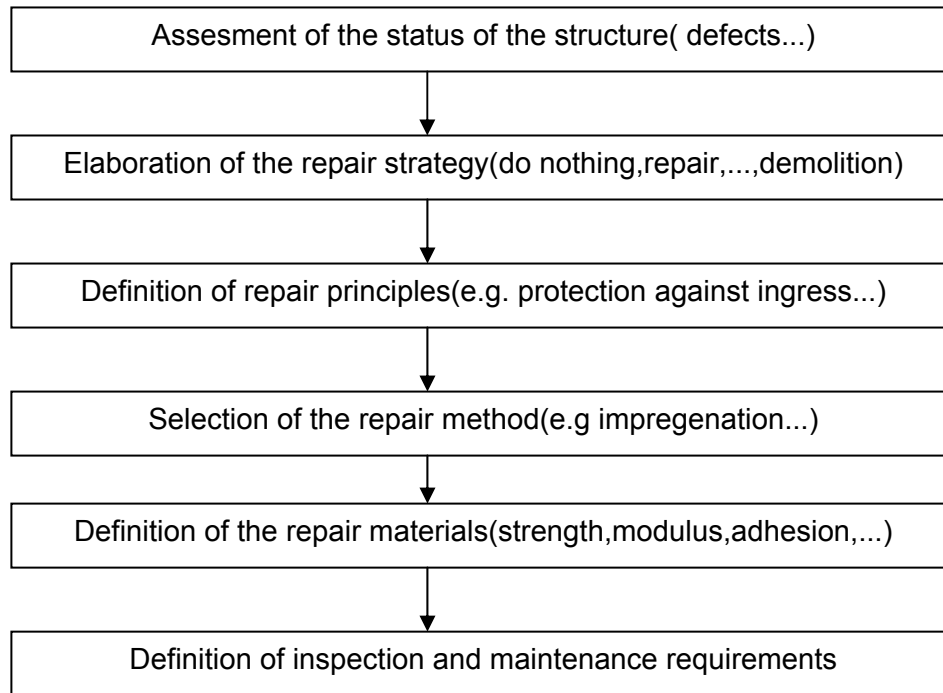 Assesment of the status of the structure( defects...)
Elaboration of the repair strategy(do nothing,repair,...,demolition)
Definition of repair principles(e.g. protection against ingress...)
Selection of the repair method(e.g impregenation...)
Definition of the repair materials(strength,modulus,adhesion,...)
Definition of inspection and maintenance requirements